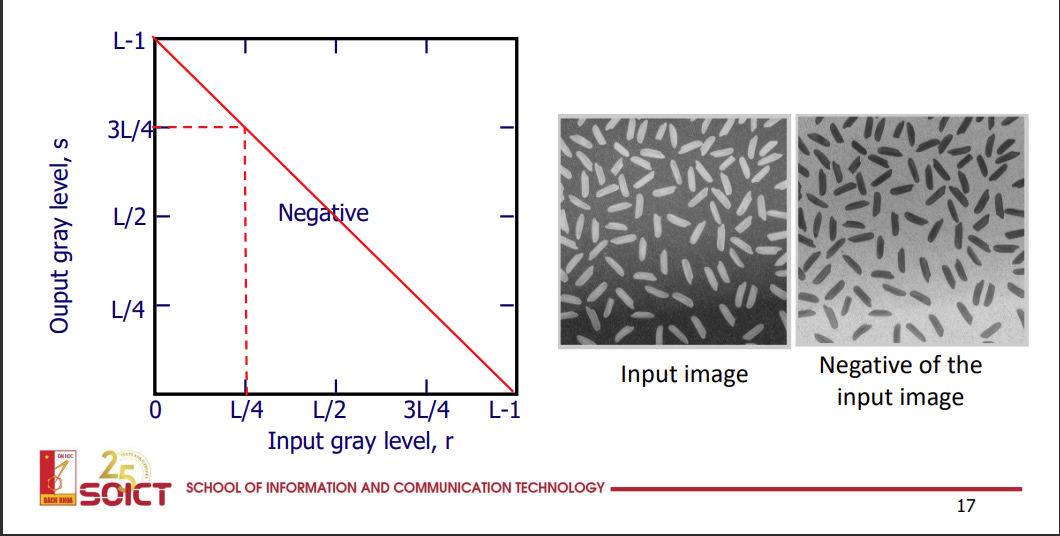 L-1
3L/4
L/2
L/4
Ouput gray level, s
Negative
0 L/4 L/2 3L/4 L-1
Input gray level, r
Input image
Negative of the
input image
ĐẠI HỌC
BÁCH KHOA
25
SOICT
SCHOOL OF INFORMATION AND COMMUNICATION TECHNOLOGY
17